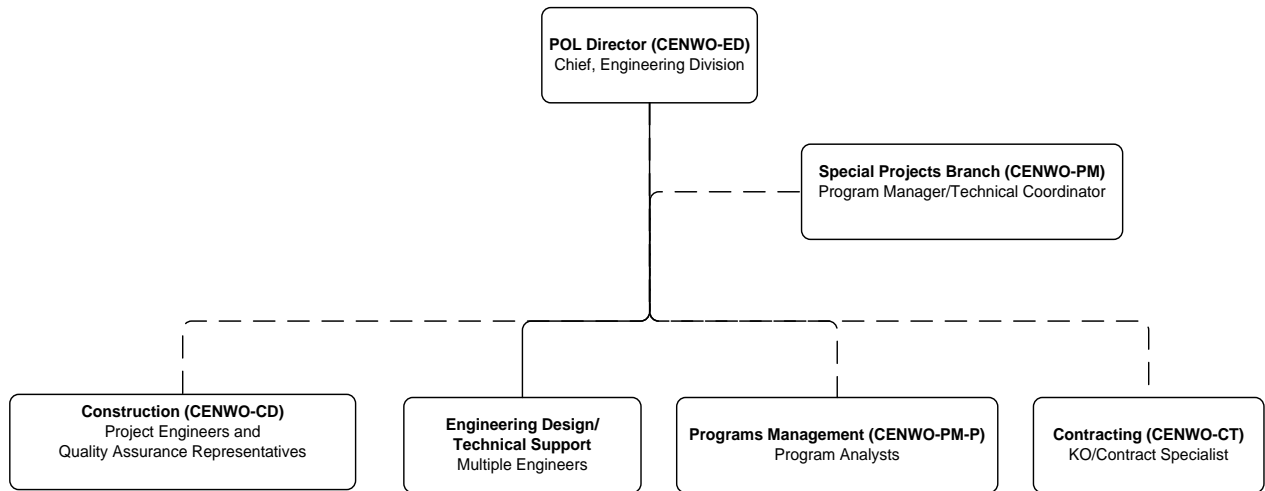 POL Director (CENWO-ED)
Chief, Engineering Division
Special Projects Branch (CENWO-PM)
Program Manager/Technical Coordinator
Construction (CENWO-CD)
Project Engineers and
Quality Assurance Representatives
Engineering Design/
Technical Support
Multiple Engineers
Programs Management (CENWO-PM-P)
Program Analysts
Contracting (CENWO-CT)
KO/Contract Specialist